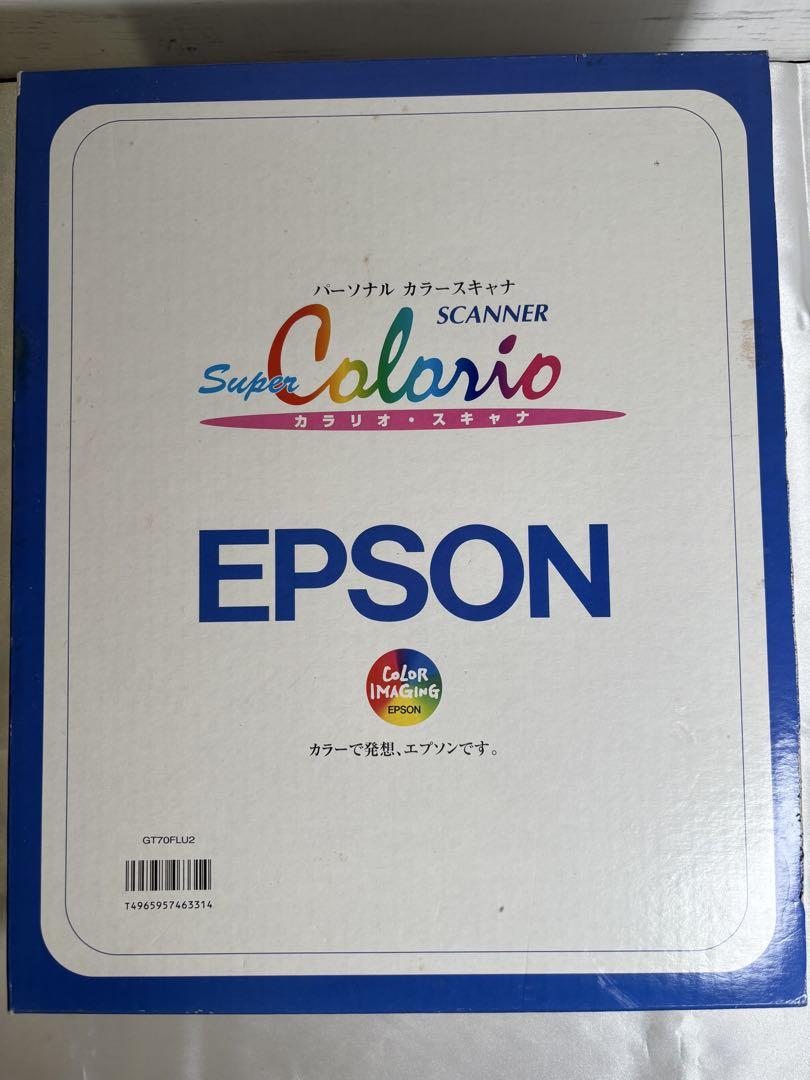 パーソナル カラースキャナ
SCANNER
Super Colorio
カラリオ・スキャナ
EPSON
COLOR
IMAGING
EPSON
カラーで発想、エプソンです。
GT70FLU2
T4965957463314